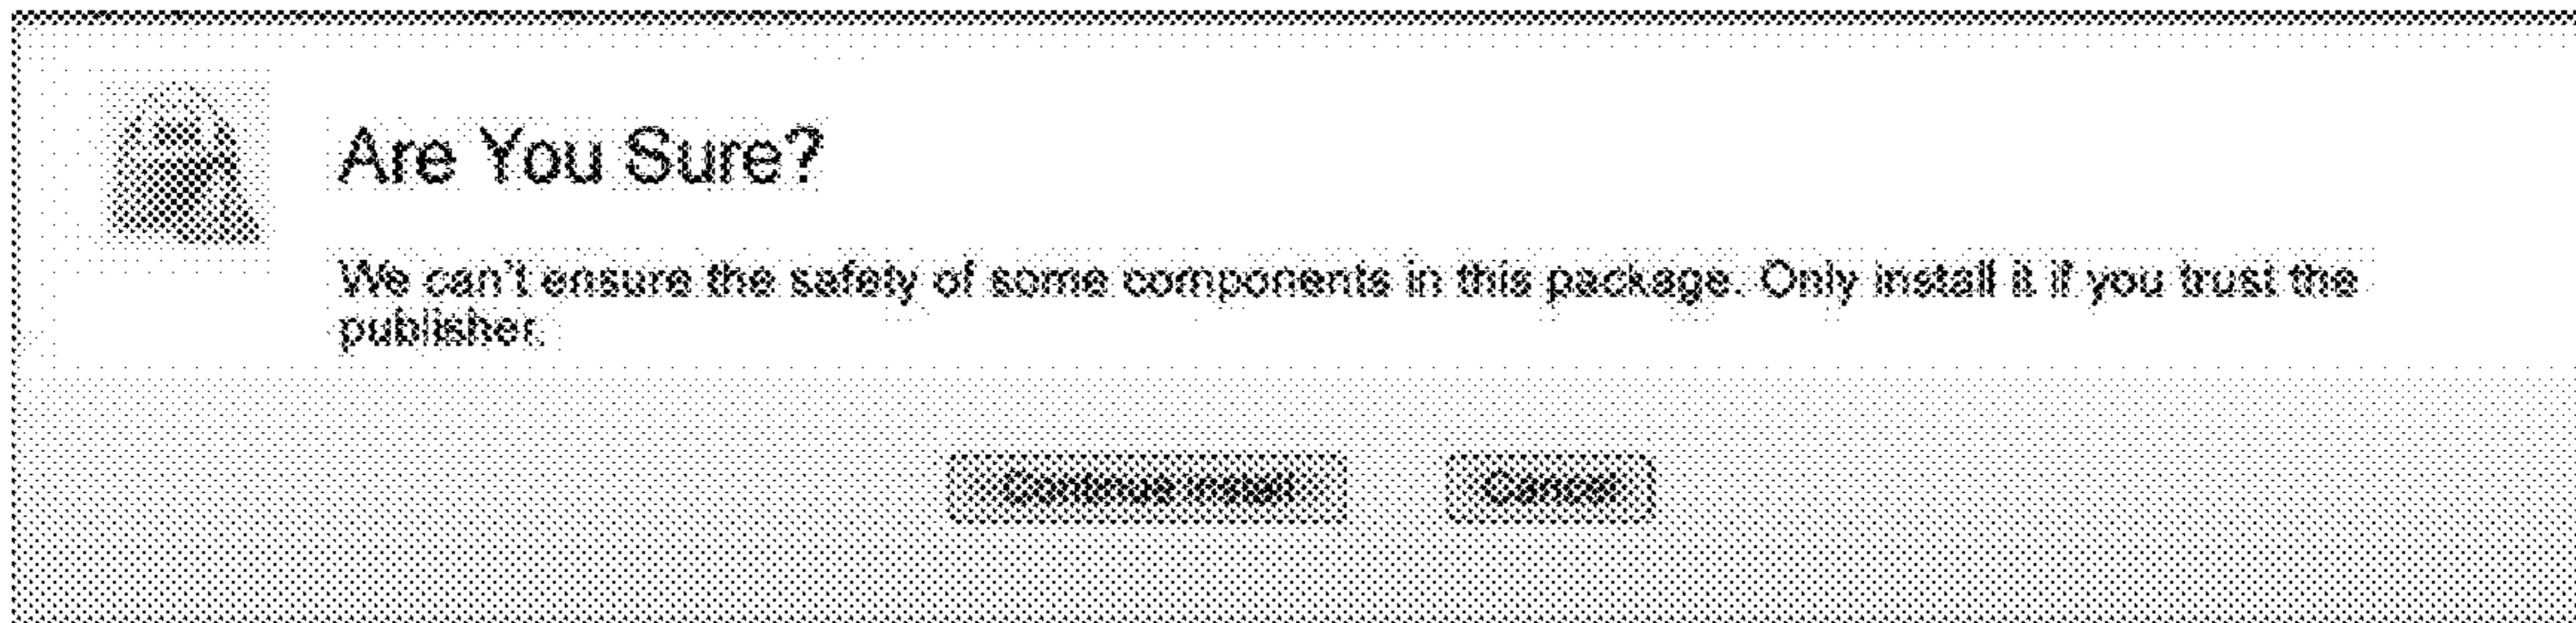 Are You Sure?
We can't ensure the safety of some components in this package. Only install it if you trust the
publisher.
Continue Install
Cancel